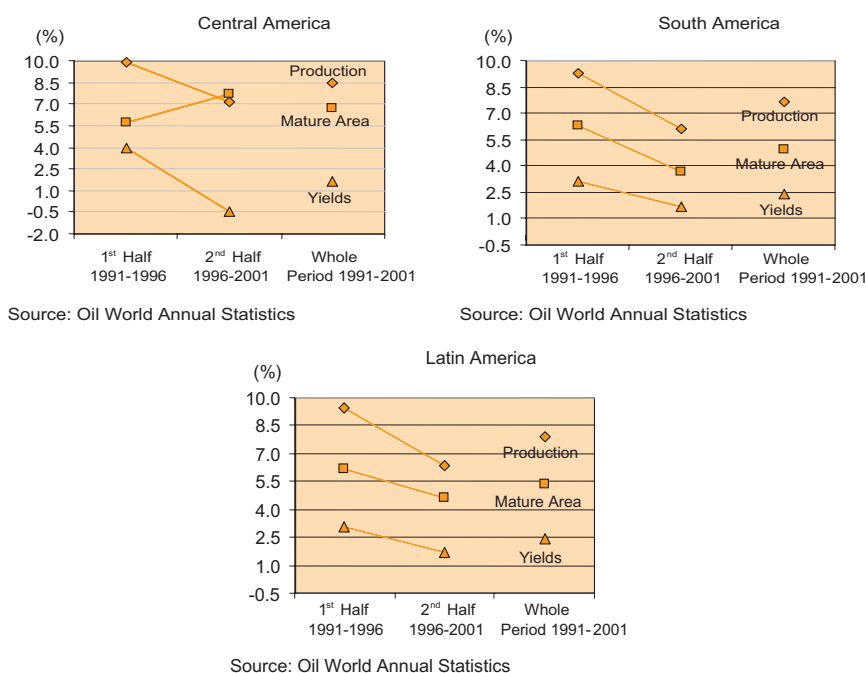 Central America
(%)
10.0
8.5
7.0
5.5
4.0
2.5
1.0
-0.5
-2.0
Production
Mature Area
Yields
1st Half
1991-1996
2nd Half
1996-2001
Whole
Period 1991-2001
Source: Oil World Annual Statistics
South America
(%)
10.0
8.5
7.0
5.5
4.0
2.5
1.0
-0.5
Production
Mature Area
Yields
1st Half
1991-1996
2nd Half
1996-2001
Whole
Period 1991-2001
Source: Oil World Annual Statistics
Latin America
(%)
10.0
8.5
7.0
5.5
4.0
2.5
1.0
-0.5
Production
Mature Area
Yields
1st Half
1991-1996
2nd Half
1996-2001
Whole
Period 1991-2001
Source: Oil World Annual Statistics